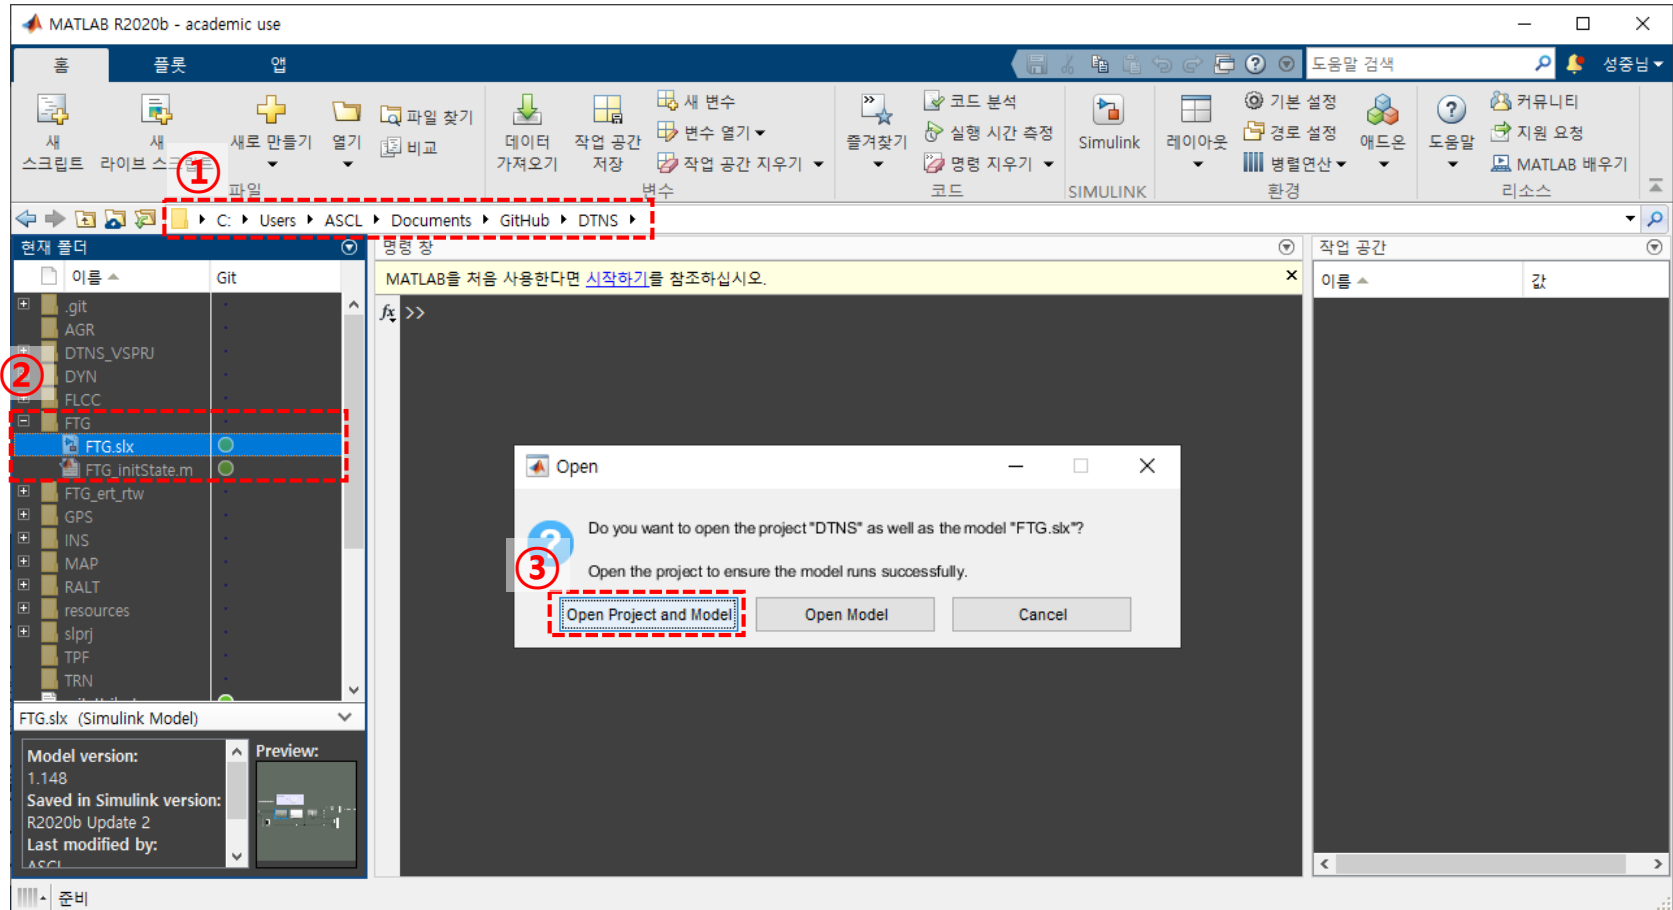 MATLAB R2020b - academic use
홈 플롯 앱
도움말 검색
성중님
새 스크립트
새 라이브 스크립트
새로 만들기
열기
파일 찾기
비교
파일
데이터 가져오기
작업 공간 저장
새 변수
변수 열기
작업 공간 지우기
변수
즐겨찾기
코드 분석
실행 시간 측정
명령 지우기
코드
Simulink
SIMULINK
레이아웃
기본 설정
경로 설정
병렬연산
애드온
환경
도움말
커뮤니티
지원 요청
MATLAB 배우기
리소스
①
C: Users ASCL Documents GitHub DTNS
현재 폴더
이름 Git
.git
AGR
DTNS_VSPRJ
②
DYN
FLCC
FTG
FTG.slx
FTG_initState.m
FTG_ert_rtw
GPS
INS
MAP
RALT
resources
slprj
TPF
TRN
FTG.slx (Simulink Model)
Model version:
1.148
Saved in Simulink version:
R2020b Update 2
Last modified by:
ASCL
Preview:
명령 창
MATLAB을 처음 사용한다면 시작하기를 참조하십시오.
fx >>
Open
Do you want to open the project "DTNS" as well as the model "FTG.slx"?
③
Open the project to ensure the model runs successfully.
Open Project and Model
Open Model
Cancel
작업 공간
이름 값
준비